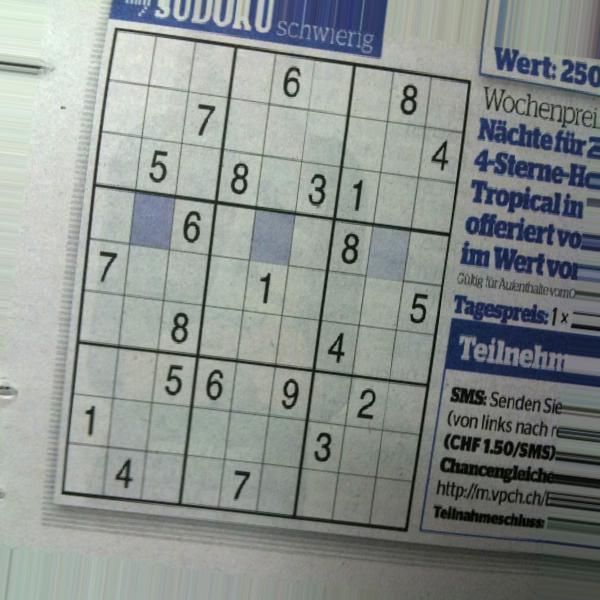 SUDOKU schwierig
6 8
7 4
5 8 3 1
6 8
7 1 5
8 4
5 6 9 2
1 3
4 7
Wert: 250
Wochenprei
Nächte für 2
4-Sterne-Ho
Tropical in
offeriert vo
im Wert von
Gültig für Aufenthalte vom
Tagespreis: 1 x
Teilnehm
SMS: Senden Sie
(von links nach r
(CHF 1.50/SMS)
Chancengleiche
http://m.vpch.ch/
Teilnahmeschluss: